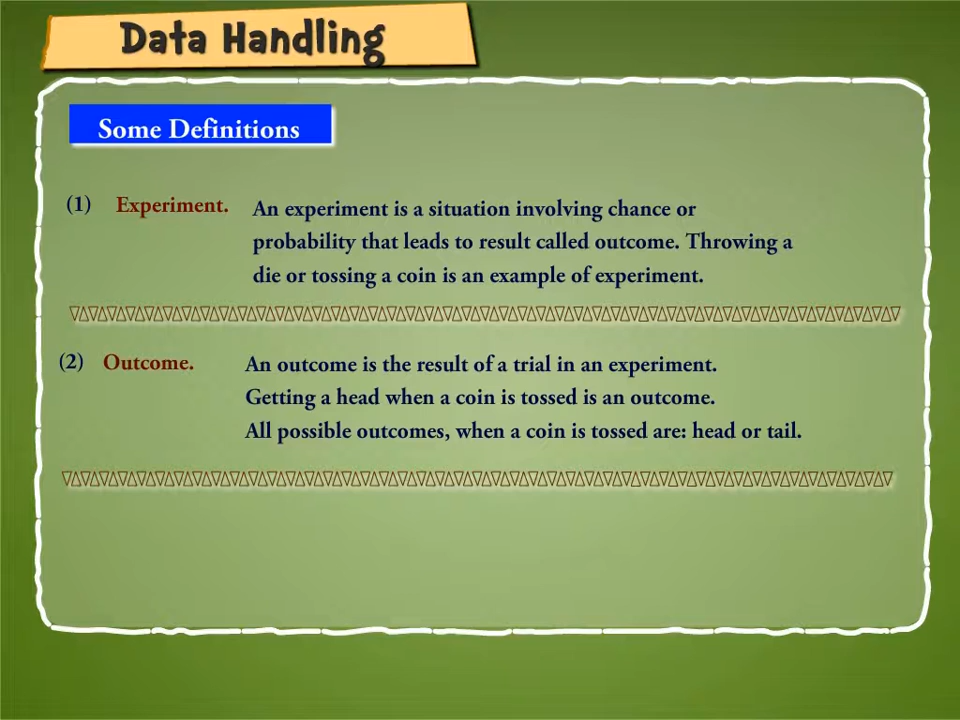 Data Handling
Some Definitions
(1) Experiment. An experiment is a situation involving chance or
probability that leads to result called outcome. Throwing a
die or tossing a coin is an example of experiment.
(2) Outcome. An outcome is the result of a trial in an experiment.
Getting a head when a coin is tossed is an outcome.
All possible outcomes, when a coin is tossed are: head or tail.